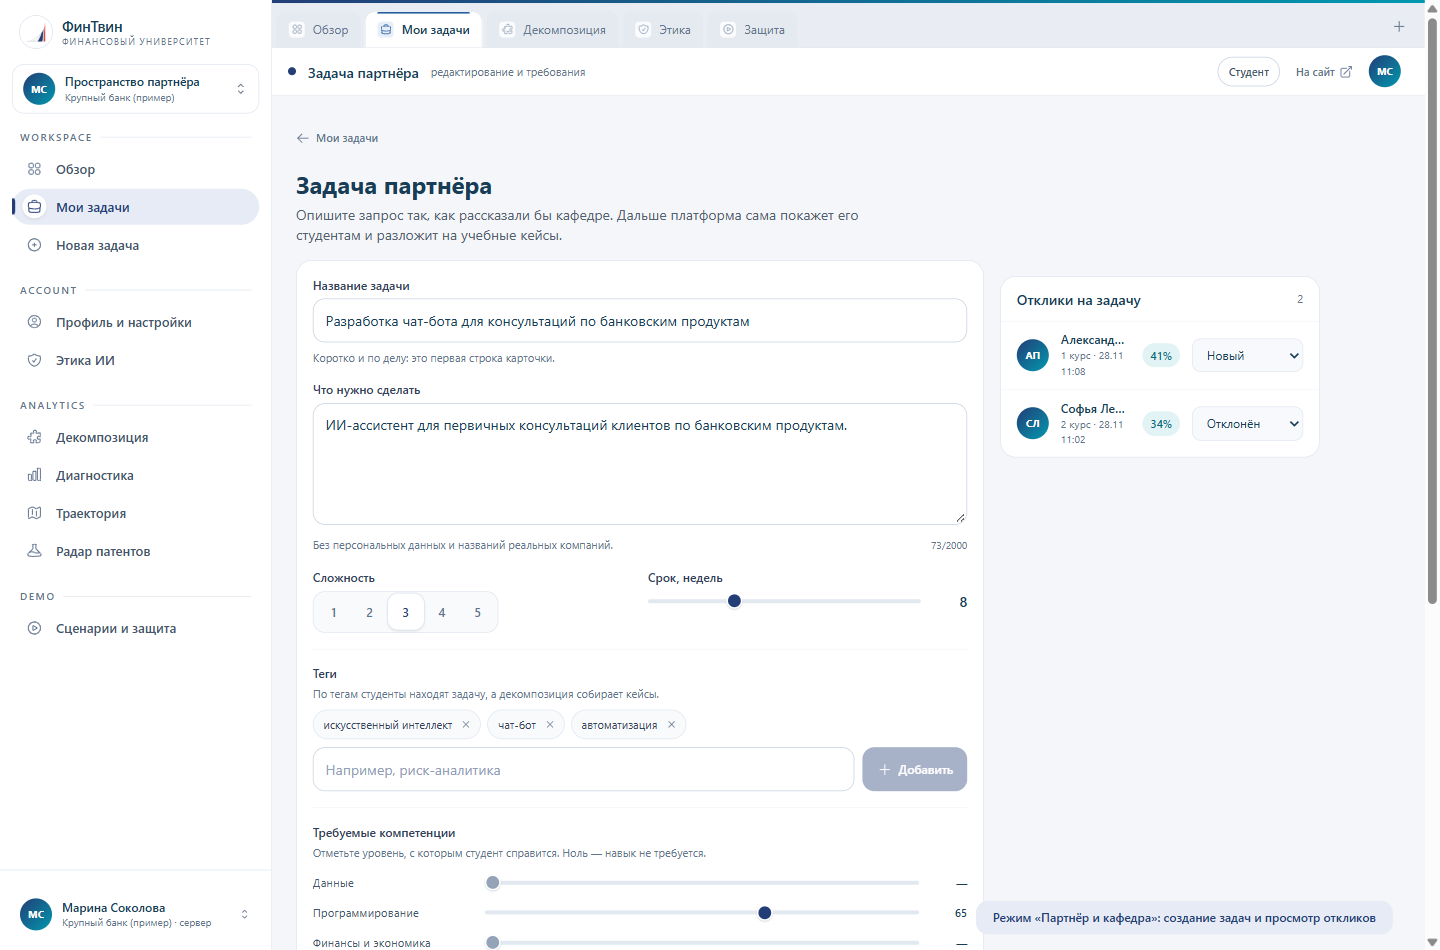 ФинТвин
ФИНАНСОВЫЙ УНИВЕРСИТЕТ
МС
Пространство партнёра
Крупный банк (пример)
WORKSPACE
Обзор
Мои задачи
Новая задача
ACCOUNT
Профиль и настройки
Этика ИИ
ANALYTICS
Декомпозиция
Диагностика
Траектория
Радар патентов
DEMO
Сценарии и защита
МС
Марина Соколова
Крупный банк (пример) · сервер
Обзор
Мои задачи
Декомпозиция
Этика
Защита
Задача партнёра редактирование и требования
Студент
На сайт
МС
Мои задачи
Задача партнёра
Опишите запрос так, как рассказали бы кафедре. Дальше платформа сама покажет его
студентам и разложит на учебные кейсы.
Название задачи
Разработка чат-бота для консультаций по банковским продуктам
Коротко и по делу: это первая строка карточки.
Что нужно сделать
ИИ-ассистент для первичных консультаций клиентов по банковским продуктам.
Без персональных данных и названий реальных компаний.
73/2000
Сложность
1 2 3 4 5
Срок, недель
8
Теги
По тегам студенты находят задачу, а декомпозиция собирает кейсы.
искусственный интеллект
чат-бот
автоматизация
Например, риск-аналитика
Добавить
Требуемые компетенции
Отметьте уровень, с которым студент справится. Ноль — навык не требуется.
Данные —
Программирование 65
Финансы и экономика —
Отклики на задачу 2
АП
Александ...
1 курс · 28.11
11:08
41%
Новый
СЛ
Софья Ле...
2 курс · 28.11
11:02
34%
Отклонён
Режим «Партнёр и кафедра»: создание задач и просмотр откликов